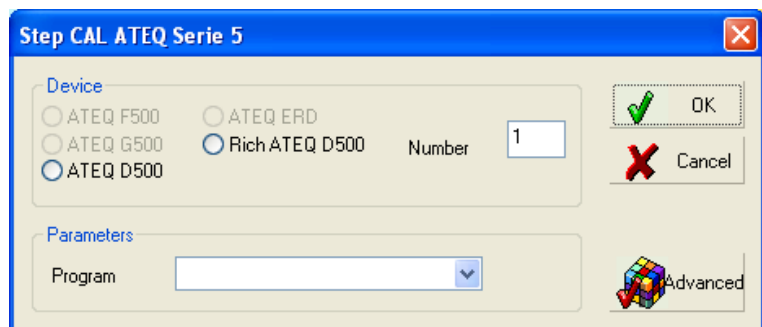 Step CAL ATEQ Serie 5
Device
ATEQ F500
ATEQ ERD
ATEQ G500
Rich ATEQ D500
Number
1
ATEQ D500
OK
Cancel
Parameters
Program
Advanced